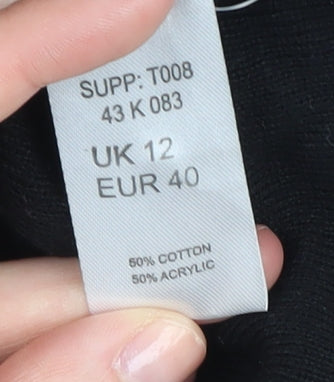 SUPP: T008
43 K 083
UK 12
EUR 40
50% COTTON
50% ACRYLIC